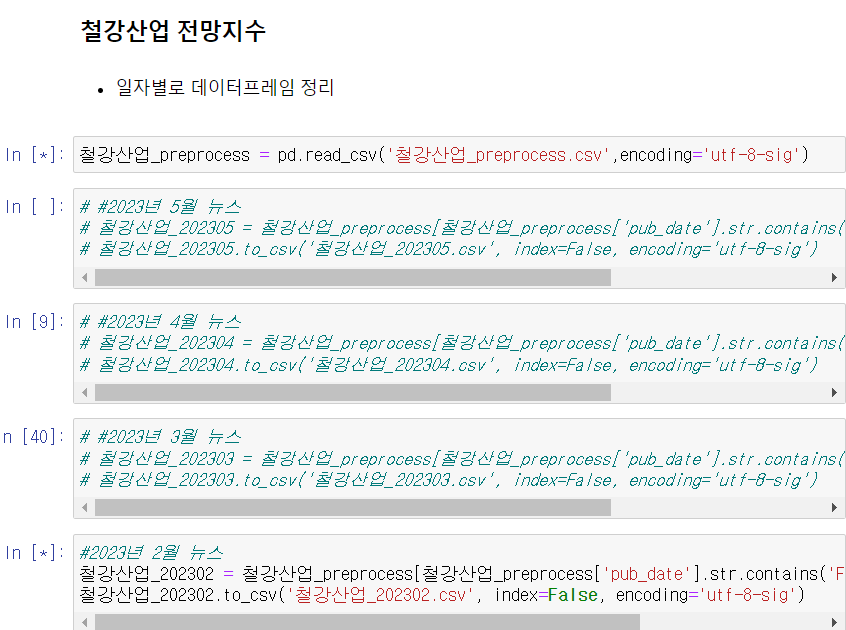 철강산업 전망지수
• 일자별로 데이터프레임 정리
In [*]: 철강산업_preprocess = pd.read_csv('철강산업_preprocess.csv',encoding='utf-8-sig')
In [ ]: # #2023년 5월 뉴스
# 철강산업_202305 = 철강산업_preprocess[철강산업_preprocess['pub_date'].str.contains(
# 철강산업_202305.to_csv('철강산업_202305.csv', index=False, encoding='utf-8-sig')
In [9]: # #2023년 4월 뉴스
# 철강산업_202304 = 철강산업_preprocess[철강산업_preprocess['pub_date'].str.contains(
# 철강산업_202304.to_csv('철강산업_202304.csv', index=False, encoding='utf-8-sig')
n [40]: # #2023년 3월 뉴스
# 철강산업_202303 = 철강산업_preprocess[철강산업_preprocess['pub_date'].str.contains(
# 철강산업_202303.to_csv('철강산업_202303.csv', index=False, encoding='utf-8-sig')
In [*]: #2023년 2월 뉴스
철강산업_202302 = 철강산업_preprocess[철강산업_preprocess['pub_date'].str.contains('F
철강산업_202302.to_csv('철강산업_202302.csv', index=False, encoding='utf-8-sig')